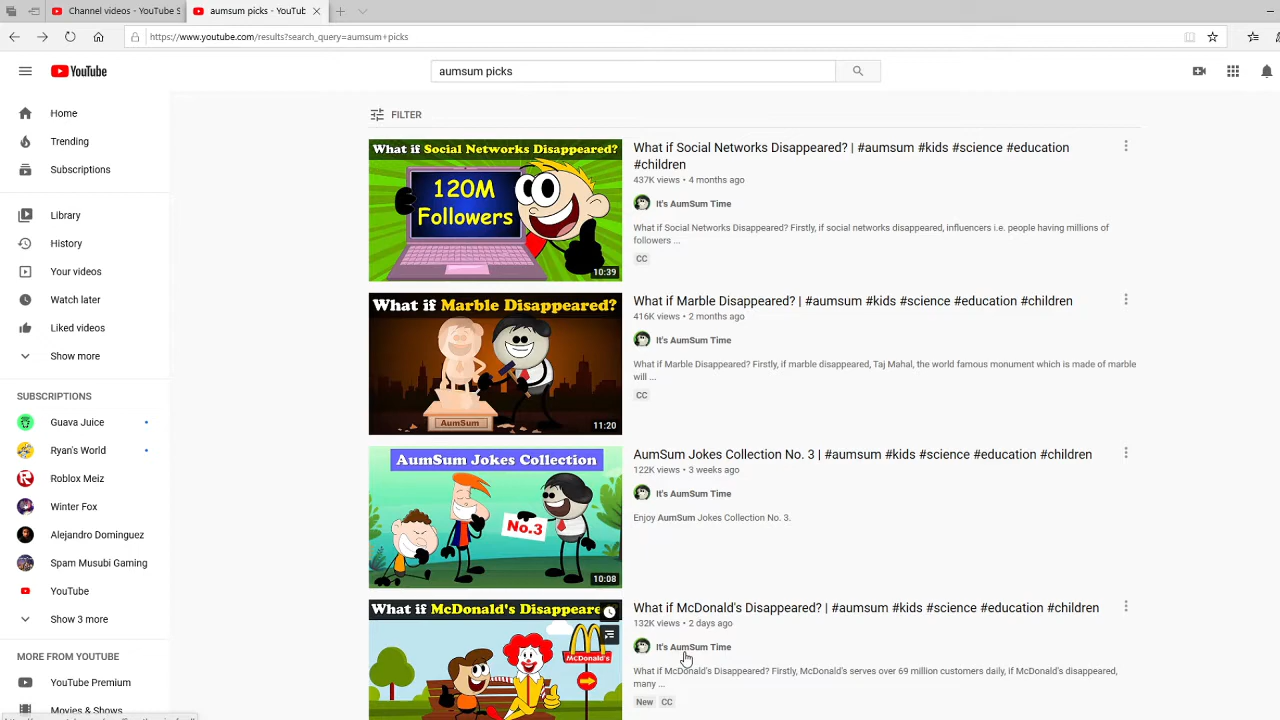 Channel videos - YouTube S
aumsum picks - YouTub
https://www.youtube.com/results?search_query=aumsum+picks
YouTube
aumsum picks
Home
Trending
Subscriptions
Library
History
Your videos
Watch later
Liked videos
Show more
SUBSCRIPTIONS
Guava Juice
Ryan's World
Roblox Meiz
Winter Fox
Alejandro Dominguez
Spam Musubi Gaming
YouTube
Show 3 more
MORE FROM YOUTUBE
YouTube Premium
Movies & Shows
FILTER
What if Social Networks Disappeared?
120M
Followers
10:39
What if Social Networks Disappeared? | #aumsum #kids #science #education
#children
437K views • 4 months ago
It's AumSum Time
What if Social Networks Disappeared? Firstly, if social networks disappeared, influencers i.e. people having millions of
followers ...
CC
What if Marble Disappeared?
AumSum
11:20
What if Marble Disappeared? | #aumsum #kids #science #education #children
416K views • 2 months ago
It's AumSum Time
What if Marble Disappeared? Firstly, if marble disappeared, Taj Mahal, the world famous monument which is made of marble
will ...
CC
AumSum Jokes Collection
No.3
10:08
AumSum Jokes Collection No. 3 | #aumsum #kids #science #education #children
122K views • 3 weeks ago
It's AumSum Time
Enjoy AumSum Jokes Collection No. 3.
What if McDonald's Disappeare
McDonald's
What if McDonald's Disappeared? | #aumsum #kids #science #education #children
132K views • 2 days ago
It's AumSum Time
What if McDonald's Disappeared? Firstly, McDonald's serves over 69 million customers daily, if McDonald's disappeared,
many ...
New CC